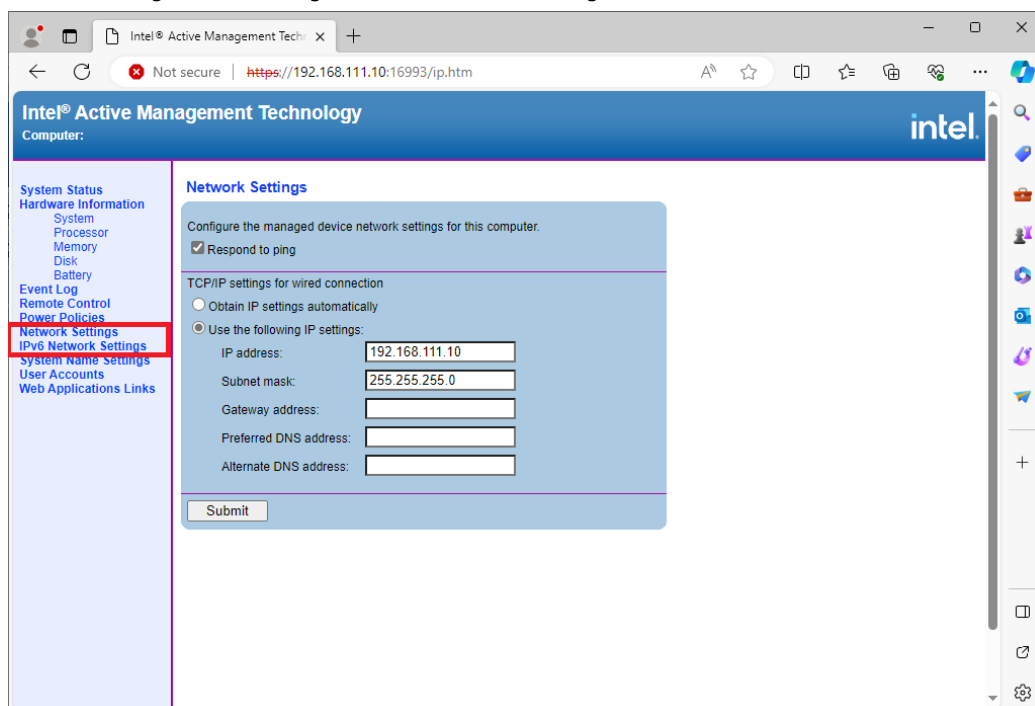 Intel® Active Management Tech
Not secure | https://192.168.111.10:16993/ip.htm
Intel® Active Management Technology
Computer:
intel.
System Status
Hardware Information
System
Processor
Memory
Disk
Battery
Event Log
Remote Control
Power Policies
Network Settings
IPv6 Network Settings
System Name Settings
User Accounts
Web Applications Links
Network Settings
Configure the managed device network settings for this computer.
Respond to ping
TCP/IP settings for wired connection
Obtain IP settings automatically
Use the following IP settings:
IP address: 192.168.111.10
Subnet mask: 255.255.255.0
Gateway address:
Preferred DNS address:
Alternate DNS address:
Submit